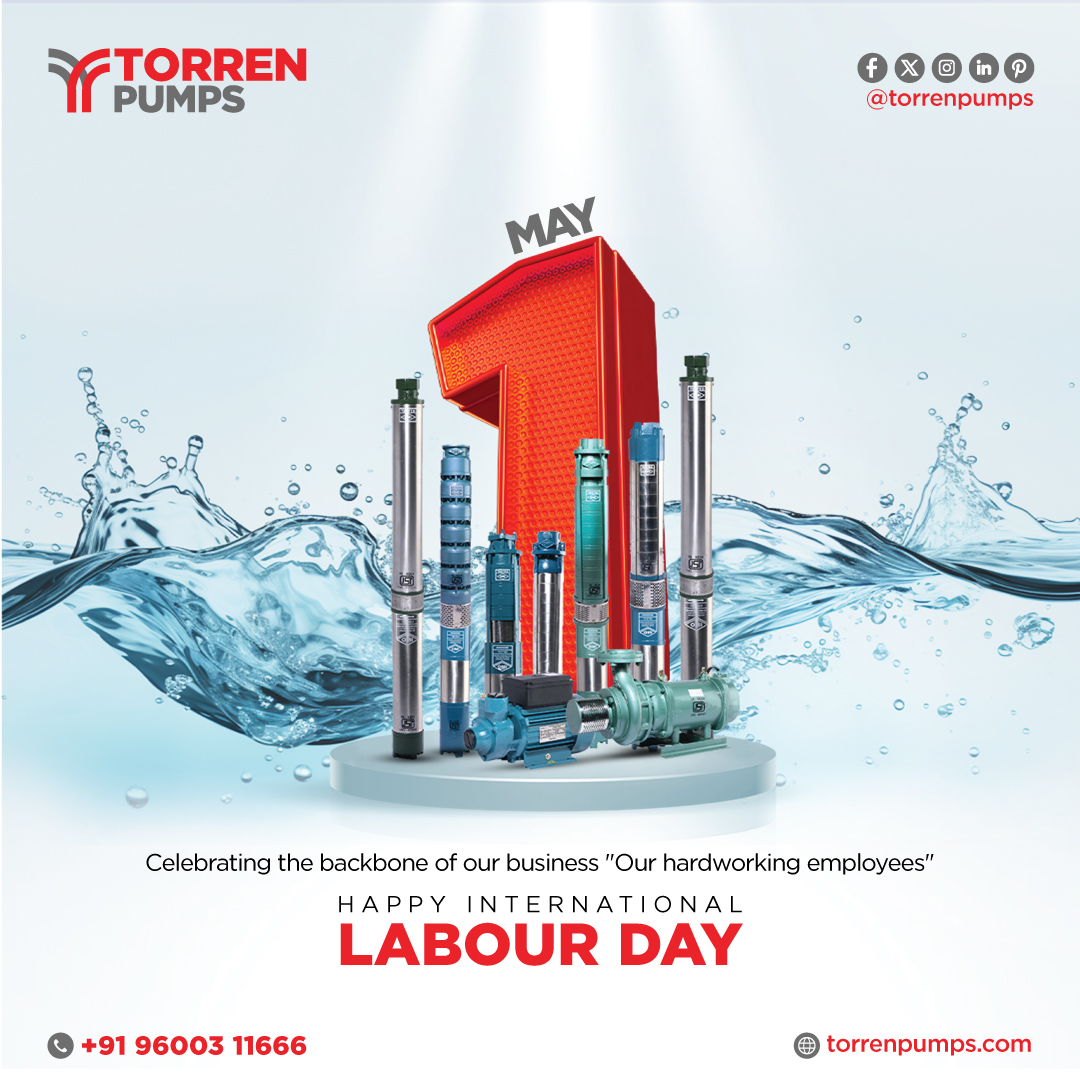 TORREN
PUMPS
@torrenpumps
MAY
1
Celebrating the backbone of our business "Our hardworking employees"
HAPPY INTERNATIONAL
LABOUR DAY
+91 96003 11666
torrenpumps.com